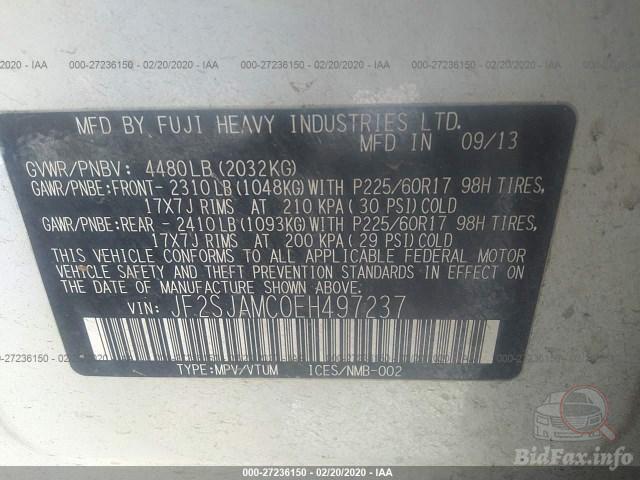 02/20/2020 - IAA 000-27236150 - 02/20/2020 - IAA 000-27236150 - 02/20/2020 - IAA
MFD BY FUJI HEAVY INDUSTRIES LTD.
MFD IN 09/13
GVWR/PNBV: 4480LB(2032KG)
GAWR/PNBE:FRONT- 2310LB(1048KG)WITH P225/60R17 98H TIRES,
17X7J RIMS AT 210 KPA(30 PSI)COLD
GAWR/PNBE:REAR - 2410LB(1093KG)WITH P225/60R17 98H TIRES,
17X7J RIMS AT 200 KPA(29 PSI)COLD
THIS VEHICLE CONFORMS TO ALL APPLICABLE FEDERAL MOTOR
VEHICLE SAFETY AND THEFT PREVENTION STANDARDS IN EFFECT
ON THE DATE OF MANUFACTURE SHOWN ABOVE.
VIN: JF2SJAMC0EH497237
000-27236150 - 02/20/2020 - IAA
TYPE:MPV/VTUM ICES/NMB-002
BidFax.info
000-27236150 - 02/20/2020 - IAA